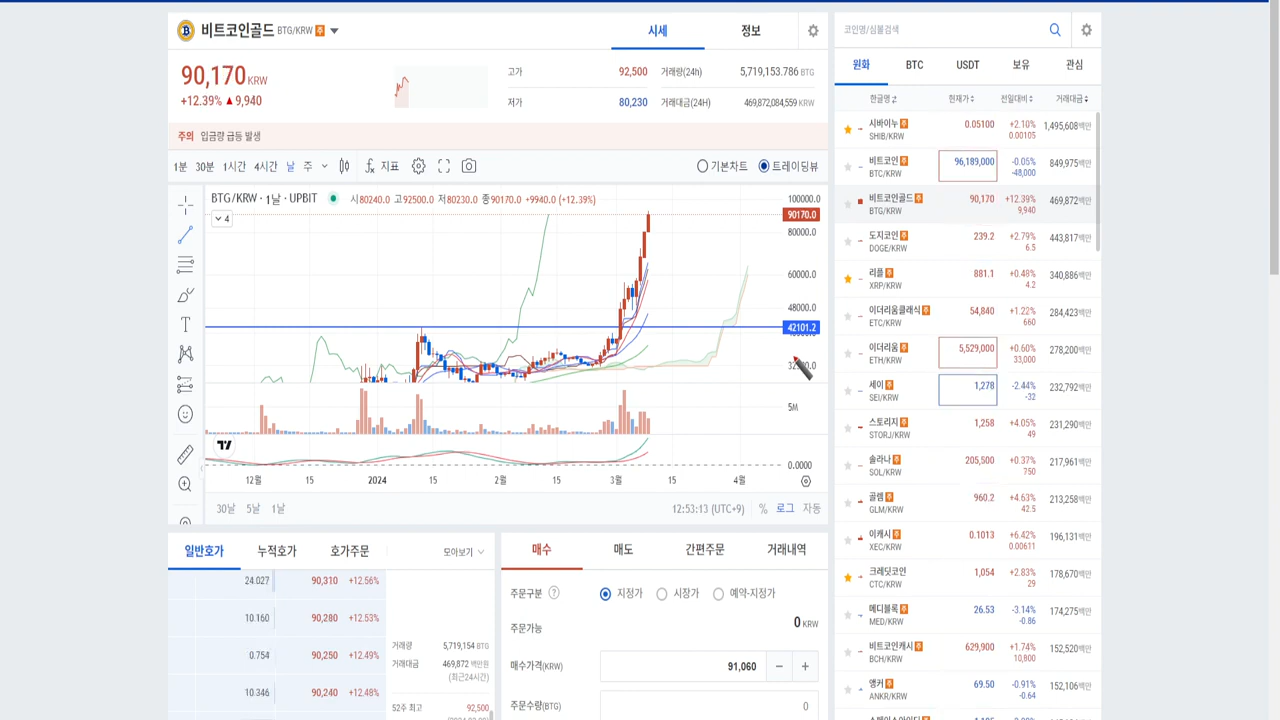 비트코인골드 BTG/KRW 주
시세
정보
90,170 KRW
+12.39% ▲ 9,940
고가 92,500
저가 80,230
거래량(24h) 5,719,153.786 BTG
거래대금(24H) 469,872,084,559 KRW
주의 입금량 급등 발생
1분 30분 1시간 4시간 날 주 지표
기본차트 트레이딩뷰
BTG/KRW · 1날 · UPBIT 시80240.0 고92500.0 저80230.0 종90170.0 +9940.0 (+12.39%)
4
100000.0
90170.0
80000.0
60000.0
48000.0
42101.2
5M
0.0000
12월 15 2024 15 2월 15 3월 15 4월
30날 5날 1날
12:53:13 (UTC+9) % 로그 자동
일반호가 누적호가 호가주문 모아보기
24.027 90,310 +12.56%
10.160 90,280 +12.53%
0.754 90,250 +12.49%
10.346 90,240 +12.48%
거래량 5,719,154 BTG
거래대금 469,872 백만원
(최근24시간)
52주 최고 92,500
매수 매도 간편주문 거래내역
주문구분 ? 지정가 시장가 예약-지정가
주문가능 0 KRW
매수가격(KRW) 91,060 − +
주문수량(BTG) 0
코인명/심볼검색
원화 BTC USDT 보유 관심
한글명 현재가 전일대비 거래대금
시바이누 주 0.05100 +2.10% 1,495,608백만
SHIB/KRW 0.00105
비트코인 주 96,189,000 -0.05% 849,975백만
BTC/KRW -48,000
비트코인골드 주 90,170 +12.39% 469,872백만
BTG/KRW 9,940
도지코인 주 239.2 +2.79% 443,817백만
DOGE/KRW 6.5
리플 주 881.1 +0.48% 340,886백만
XRP/KRW 4.2
이더리움클래식 주 54,840 +1.22% 284,423백만
ETC/KRW 660
이더리움 주 5,529,000 +0.60% 278,200백만
ETH/KRW 33,000
세이 주 1,278 -2.44% 232,792백만
SEI/KRW -32
스토리지 주 1,258 +4.05% 231,290백만
STORJ/KRW 49
솔라나 주 205,500 +0.37% 217,961백만
SOL/KRW 750
골렘 주 960.2 +4.63% 213,258백만
GLM/KRW 42.5
이캐시 주 0.1013 +6.42% 196,131백만
XEC/KRW 0.00611
크레딧코인 1,054 +2.83% 178,670백만
CTC/KRW 29
메디블록 주 26.53 -3.14% 174,275백만
MED/KRW -0.86
비트코인캐시 주 629,900 +1.74% 152,520백만
BCH/KRW 10,800
앵커 주 69.50 -0.91% 152,106백만
ANKR/KRW -0.64